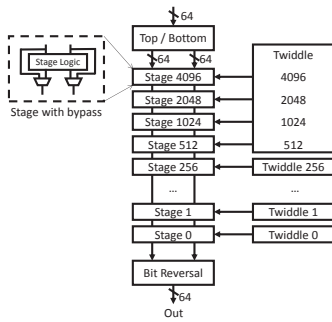 64
Top / Bottom
64
64
Stage Logic
Stage with bypass
Twiddle
Stage 4096
4096
Stage 2048
2048
Stage 1024
1024
Stage 512
512
Stage 256
Twiddle 256
...
...
Stage 1
Twiddle 1
Stage 0
Twiddle 0
Bit Reversal
64
Out